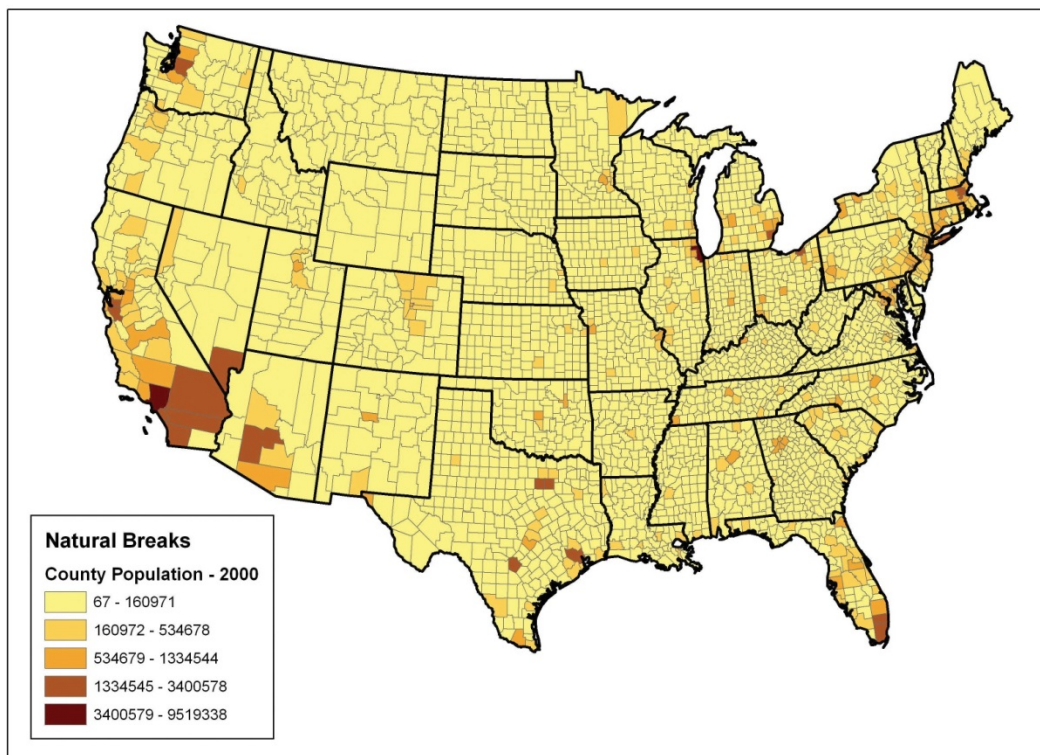 Natural Breaks
County Population - 2000
67 - 160971
160972 - 534678
534679 - 1334544
1334545 - 3400578
3400579 - 9519338